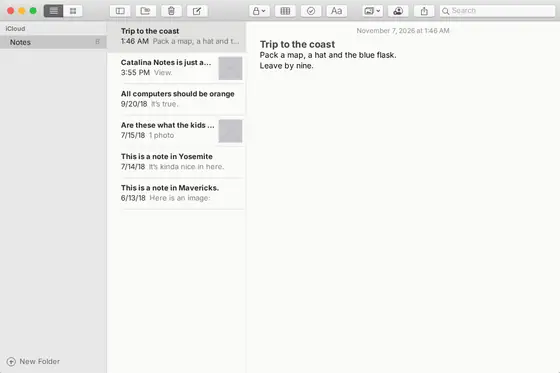 Aa
Search
iCloud
Notes
Trip to the coast
1:46 AM Pack a map, a hat and t...
Catalina Notes is just a...
3:55 PM View.
All computers should be orange
9/20/18 It's true.
Are these what the kids ...
7/15/18 1 photo
This is a note in Yosemite
7/14/18 It's kinda nice in here.
This is a note in Mavericks.
6/13/18 Here is an image:
New Folder
November 7, 2026 at 1:46 AM
Trip to the coast
Pack a map, a hat and the blue flask.
Leave by nine.